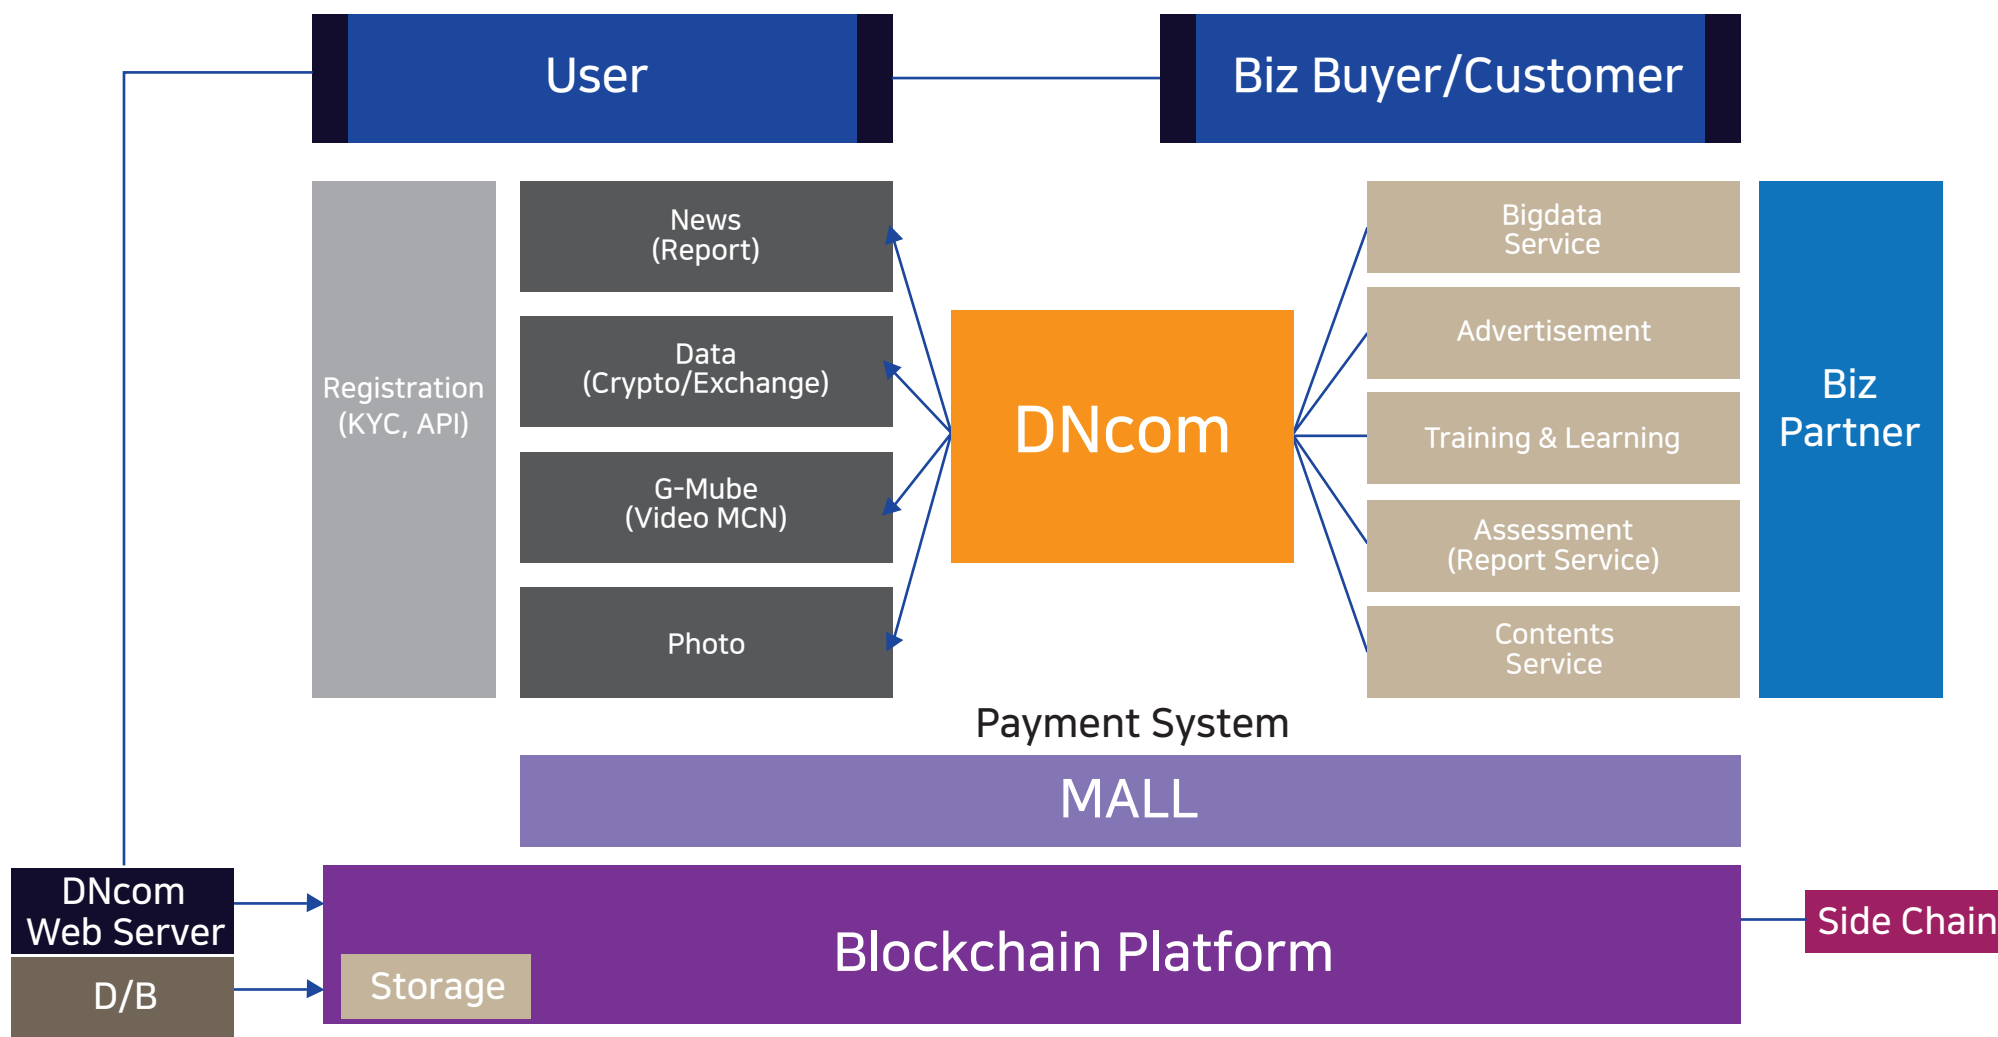 User
Biz Buyer/Customer
Registration
(KYC, API)
News
(Report)
Data
(Crypto/Exchange)
G-Mube
(Video MCN)
Photo
DNcom
Bigdata
Service
Advertisement
Training & Learning
Assessment
(Report Service)
Contents
Service
Biz
Partner
Payment System
MALL
DNcom
Web Server
D/B
Storage
Blockchain Platform
Side Chain